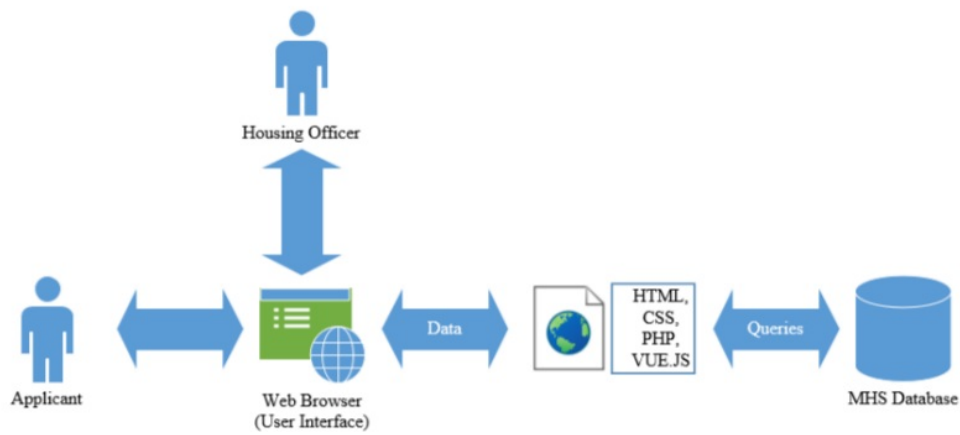 Housing Officer
Applicant
Web Browser
(User Interface)
Data
HTML,
CSS,
PHP,
VUE.JS
Queries
MHS Database